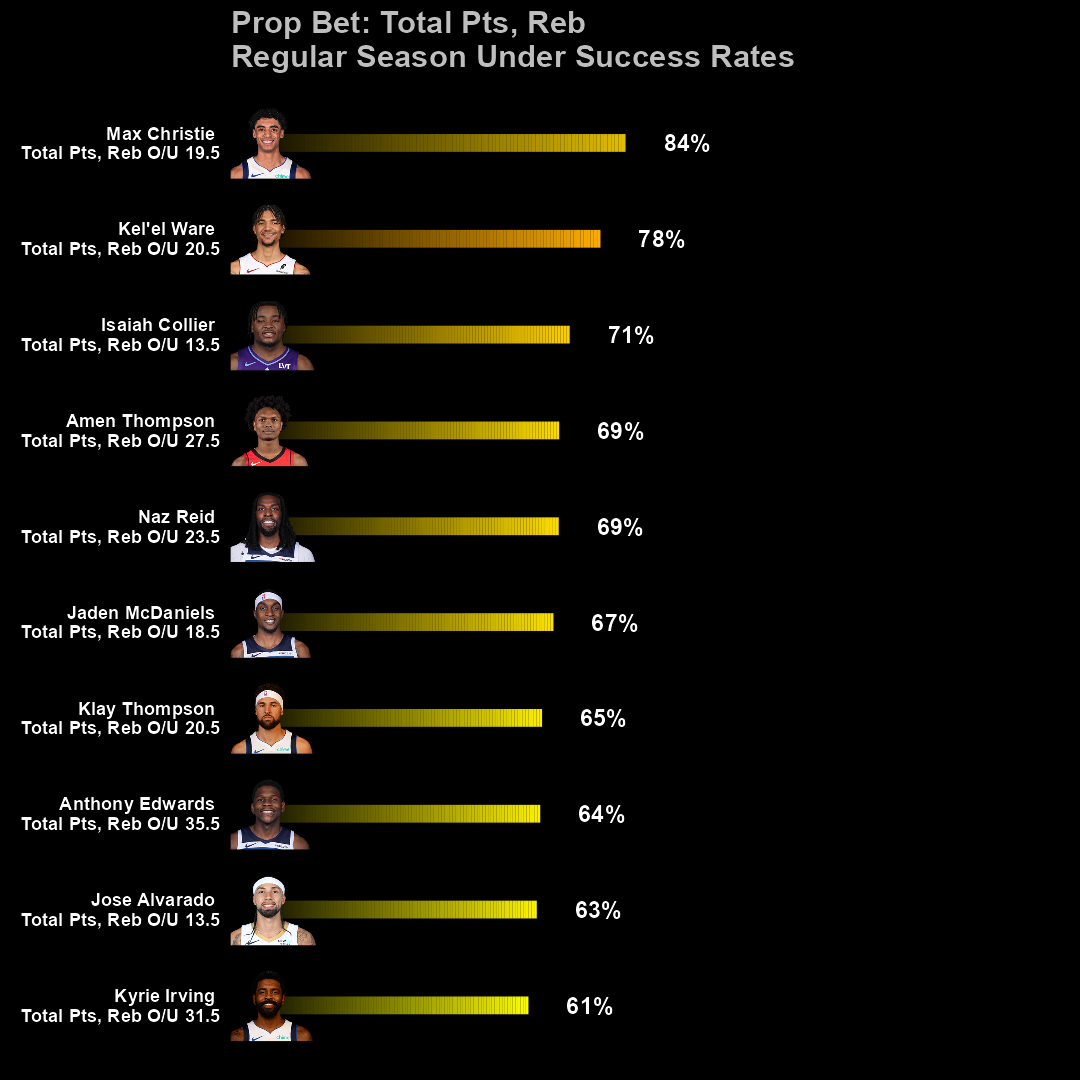 Prop Bet: Total Pts, Reb
Regular Season Under Success Rates
Max Christie
Total Pts, Reb O/U 19.5
84%
Kel'el Ware
Total Pts, Reb O/U 20.5
78%
Isaiah Collier
Total Pts, Reb O/U 13.5
LVT
71%
Amen Thompson
Total Pts, Reb O/U 27.5
69%
Naz Reid
Total Pts, Reb O/U 23.5
69%
Jaden McDaniels
Total Pts, Reb O/U 18.5
67%
Klay Thompson
Total Pts, Reb O/U 20.5
65%
Anthony Edwards
Total Pts, Reb O/U 35.5
64%
Jose Alvarado
Total Pts, Reb O/U 13.5
63%
Kyrie Irving
Total Pts, Reb O/U 31.5
61%